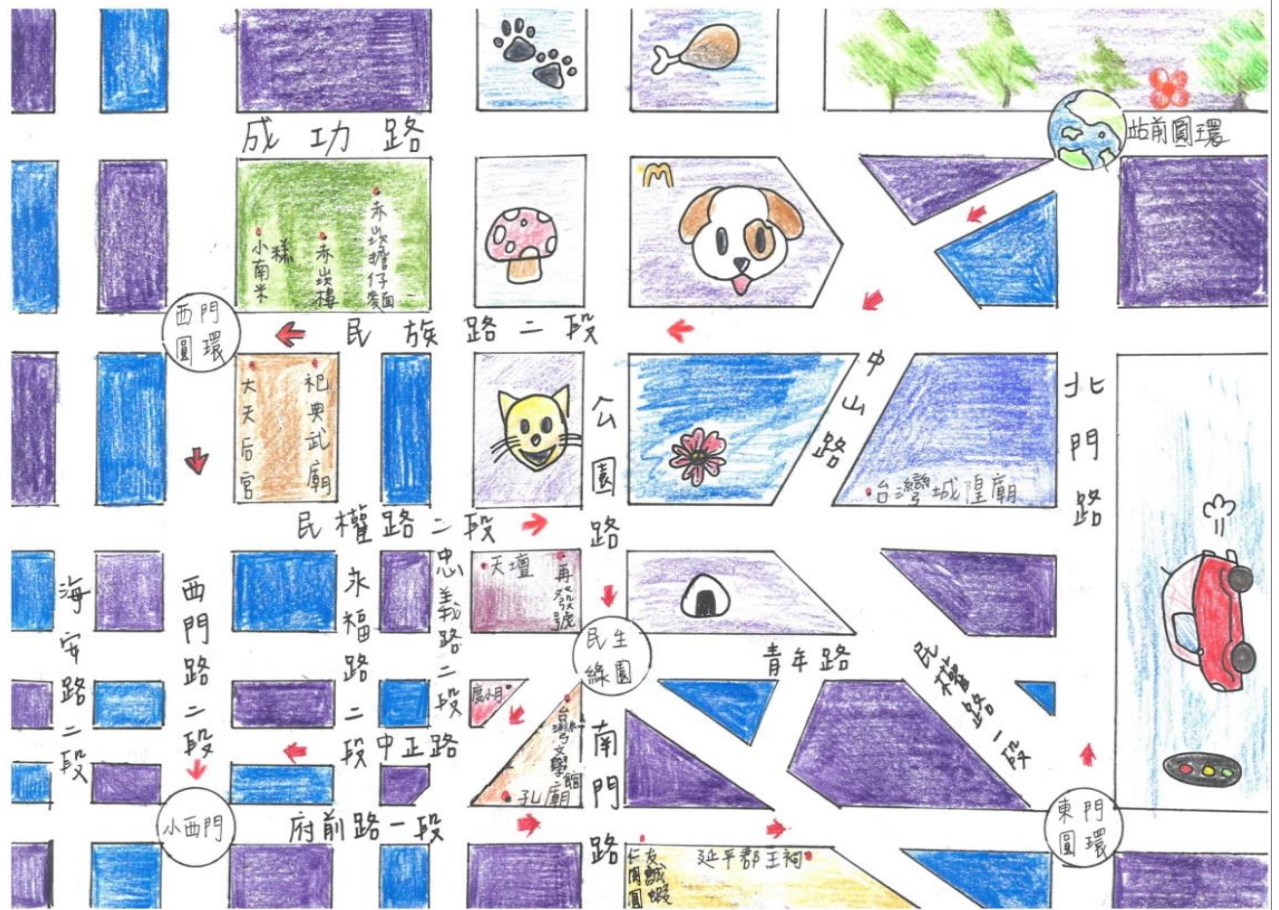 成功路
站前圓環
小南米糕
赤崁樓
赤崁擔仔麵
西門圓環
民族路二段
中山路
北門路
大天后宮
祀典武廟
公園路
台灣城隍廟
民權路二段
海安路二段
西門路二段
永福路二段
忠義路二段
天壇
再發號
民生綠園
青年路
民權路一段
度小月
台灣文學館
孔廟
南門路
中正路
小西門
府前路一段
東門圓環
友誠蝦仁肉圓
延平郡王祠